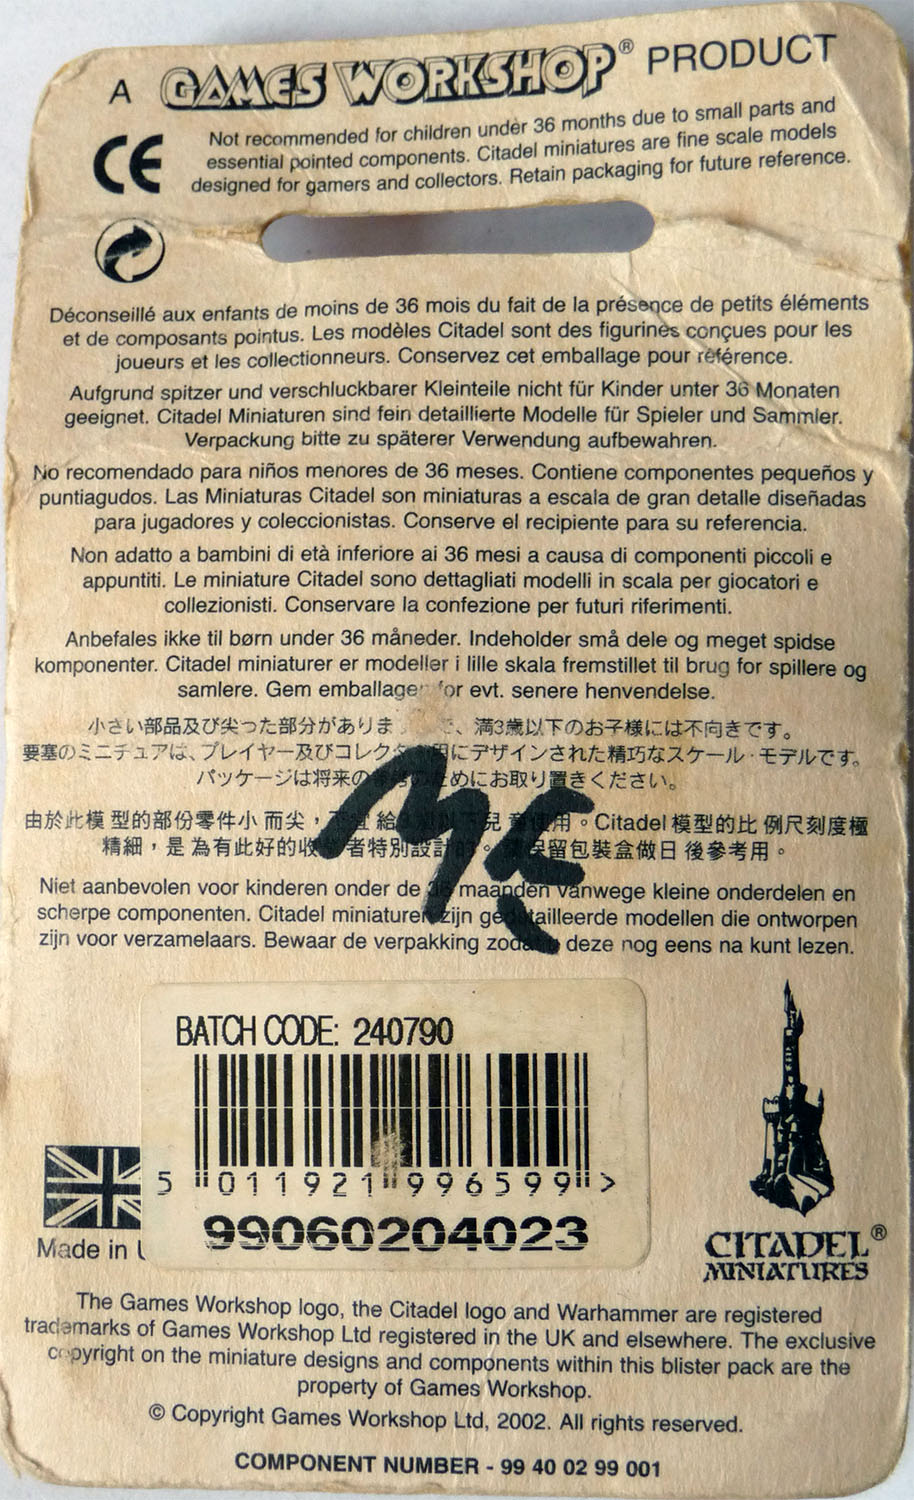 A GAMES WORKSHOP® PRODUCT
CE
Not recommended for children under 36 months due to small parts and
essential pointed components. Citadel miniatures are fine scale models
designed for gamers and collectors. Retain packaging for future reference.
Déconseillé aux enfants de moins de 36 mois du fait de la présence de petits éléments
et de composants pointus. Les modèles Citadel sont des figurines conçues pour les
joueurs et les collectionneurs. Conservez cet emballage pour référence.
Aufgrund spitzer und verschluckbarer Kleinteile nicht für Kinder unter 36 Monaten
geeignet. Citadel Miniaturen sind fein detaillierte Modelle für Spieler und Sammler.
Verpackung bitte zu späterer Verwendung aufbewahren.
No recomendado para niños menores de 36 meses. Contiene componentes pequeños y
puntiagudos. Las Miniaturas Citadel son miniaturas a escala de gran detalle diseñadas
para jugadores y coleccionistas. Conserve el recipiente para su referencia.
Non adatto a bambini di età inferiore ai 36 mesi a causa di componenti piccoli e
appuntiti. Le miniature Citadel sono dettagliati modelli in scala per giocatori e
collezionisti. Conservare la confezione per futuri riferimenti.
Anbefales ikke til børn under 36 måneder. Indeholder små dele og meget spidse
komponenter. Citadel miniaturer er modeller i lille skala fremstillet til brug for spillere og
samlere. Gem emballage for evt. senere henvendelse.
小さい部品及び尖った部分がありま で、満3歳以下のお子様には不向きです。
要塞のミニチュアは、プレイヤー及びコレクタ 用にデザインされた精巧なスケール・モデルです。
パッケージは将来の ためにお取り置きください。
由於此模型的部份零件小而尖， 給 兒 使用。Citadel模型的比例尺刻度極
精細，是為有此好的收 者特別設計 。 保留包裝盒做日後參考用。
Niet aanbevolen voor kinderen onder de 36 maanden vanwege kleine onderdelen en
scherpe componenten. Citadel miniaturen zijn gedetailleerde modellen die ontworpen
zijn voor verzamelaars. Bewaar de verpakking zodat u deze nog eens na kunt lezen.
BATCH CODE: 240790
5 011921 996599 >
99060204023
Made in
CITADEL®
MINIATURES
The Games Workshop logo, the Citadel logo and Warhammer are registered
trademarks of Games Workshop Ltd registered in the UK and elsewhere. The exclusive
copyright on the miniature designs and components within this blister pack are the
property of Games Workshop.
© Copyright Games Workshop Ltd, 2002. All rights reserved.
COMPONENT NUMBER - 99 40 02 99 001